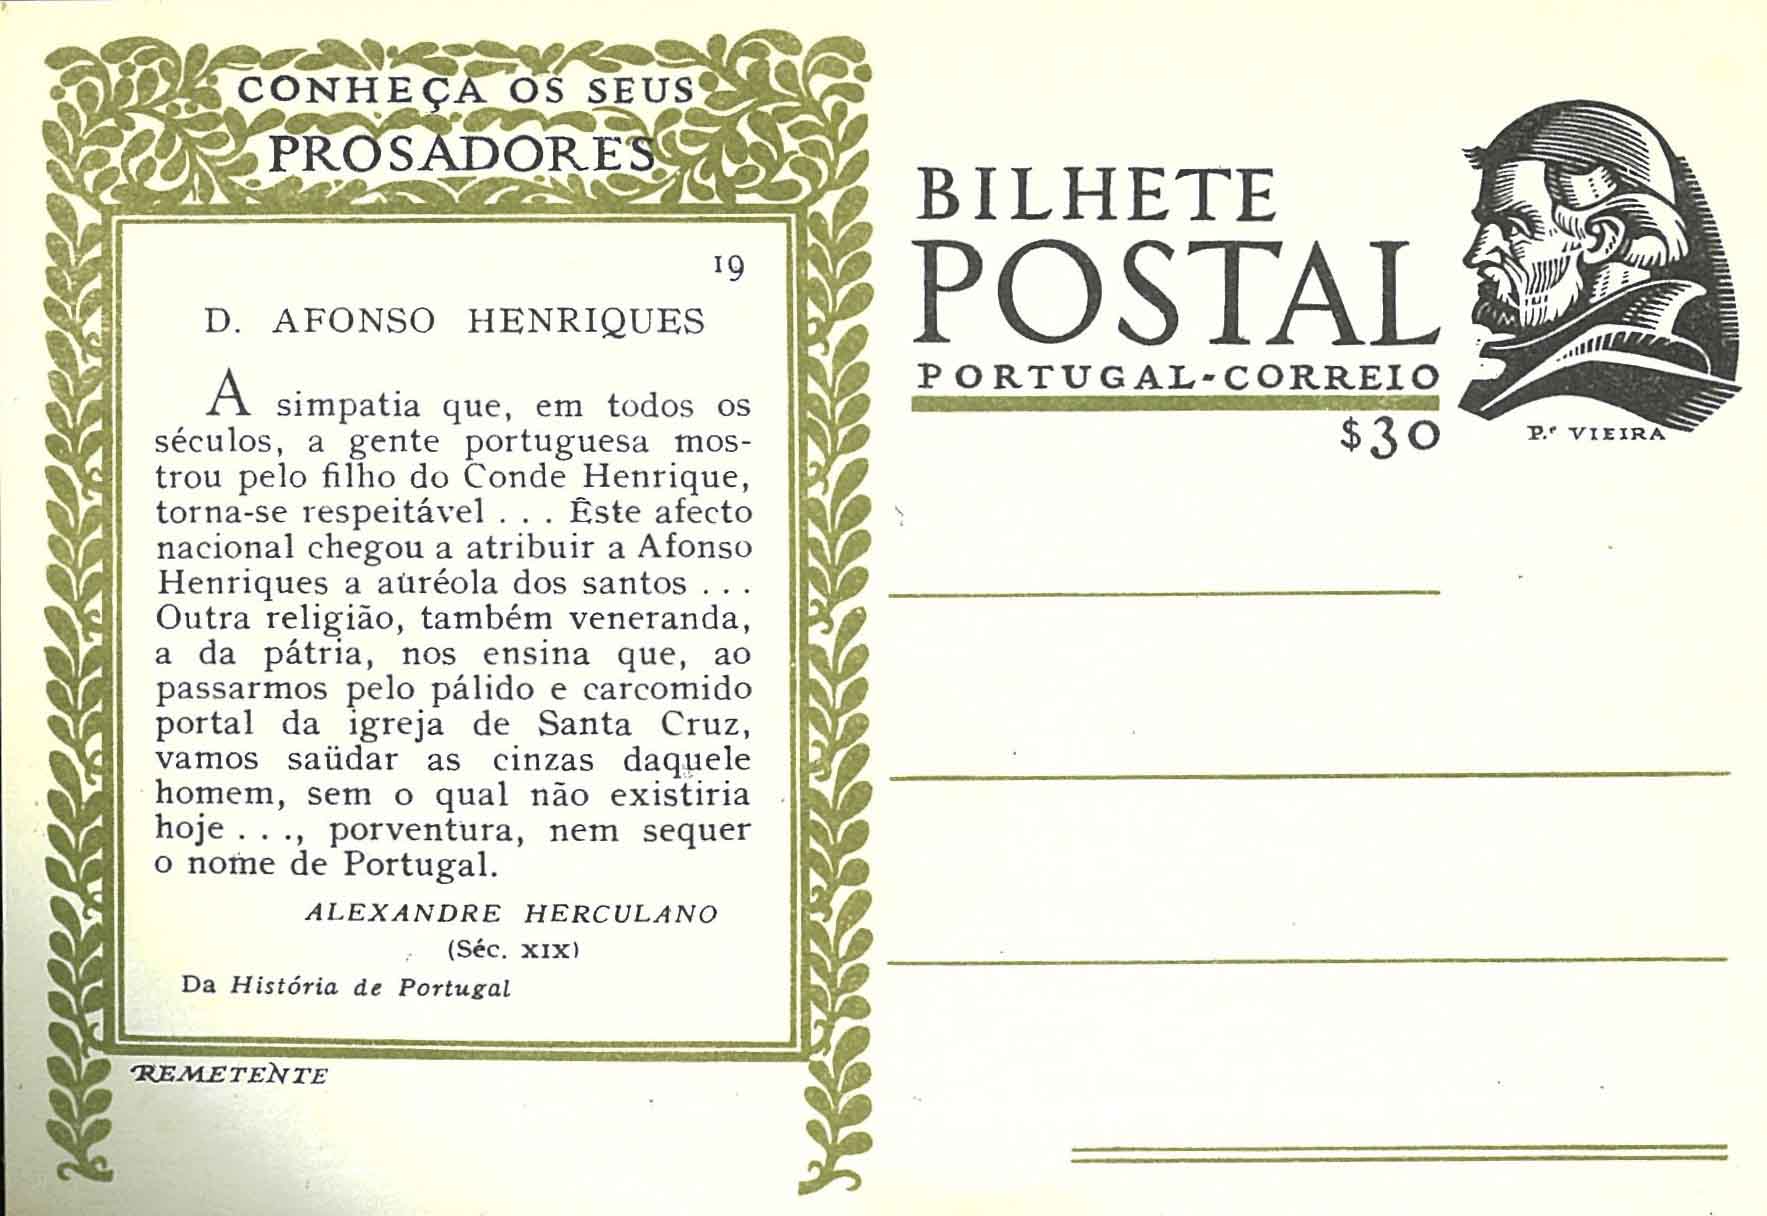 CONHEÇA OS SEUS
PROSADORES
19
D. AFONSO HENRIQUES
A simpatia que, em todos os
séculos, a gente portuguesa mos-
trou pelo filho do Conde Henrique,
torna-se respeitável . . . Êste afecto
nacional chegou a atribuir a Afonso
Henriques a auréola dos santos . . .
Outra religião, também veneranda,
a da pátria, nos ensina que, ao
passarmos pelo pálido e carcomido
portal da igreja de Santa Cruz,
vamos saüdar as cinzas daquele
homem, sem o qual não existiria
hoje . . ., porventura, nem sequer
o nome de Portugal.
ALEXANDRE HERCULANO
(Séc. XIX)
Da História de Portugal
REMETENTE
BILHETE
POSTAL
PORTUGAL-CORREIO
$30
P.e VIEIRA